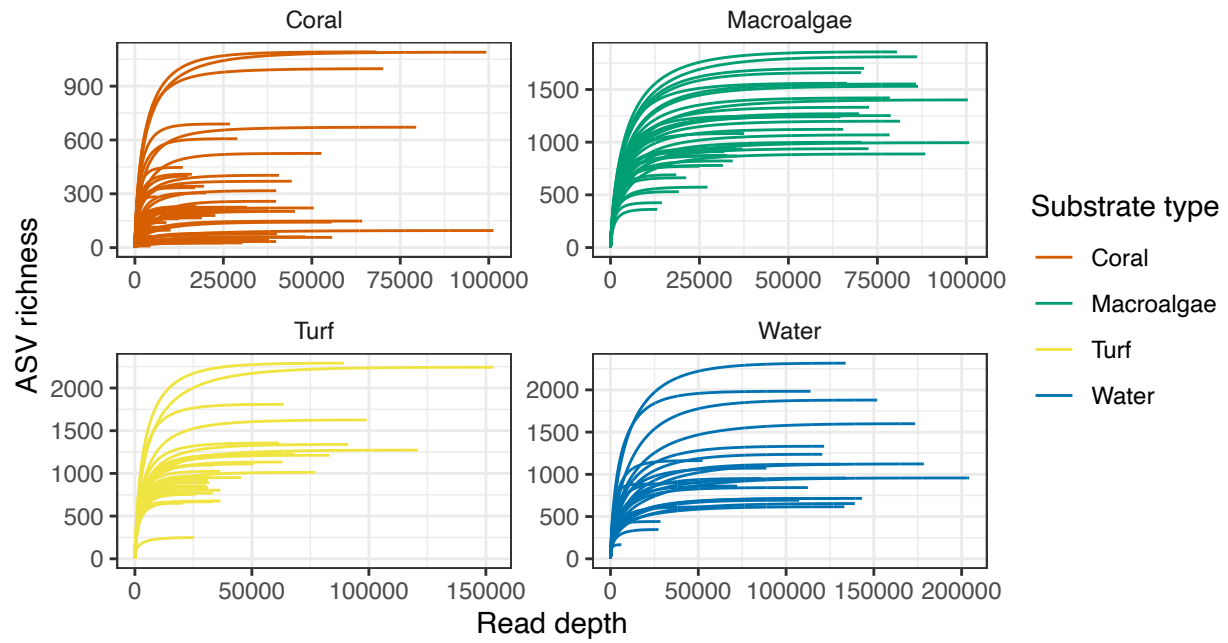 Coral
Macroalgae
ASV richness
900
600
300
0
0 25000 50000 75000 100000
1500
1000
500
0
0 25000 50000 75000 100000
Turf
Water
2000
1500
1000
500
0
0 50000 100000 150000
2000
1500
1000
500
0
0 50000 100000 150000 200000
Read depth
Substrate type
Coral
Macroalgae
Turf
Water